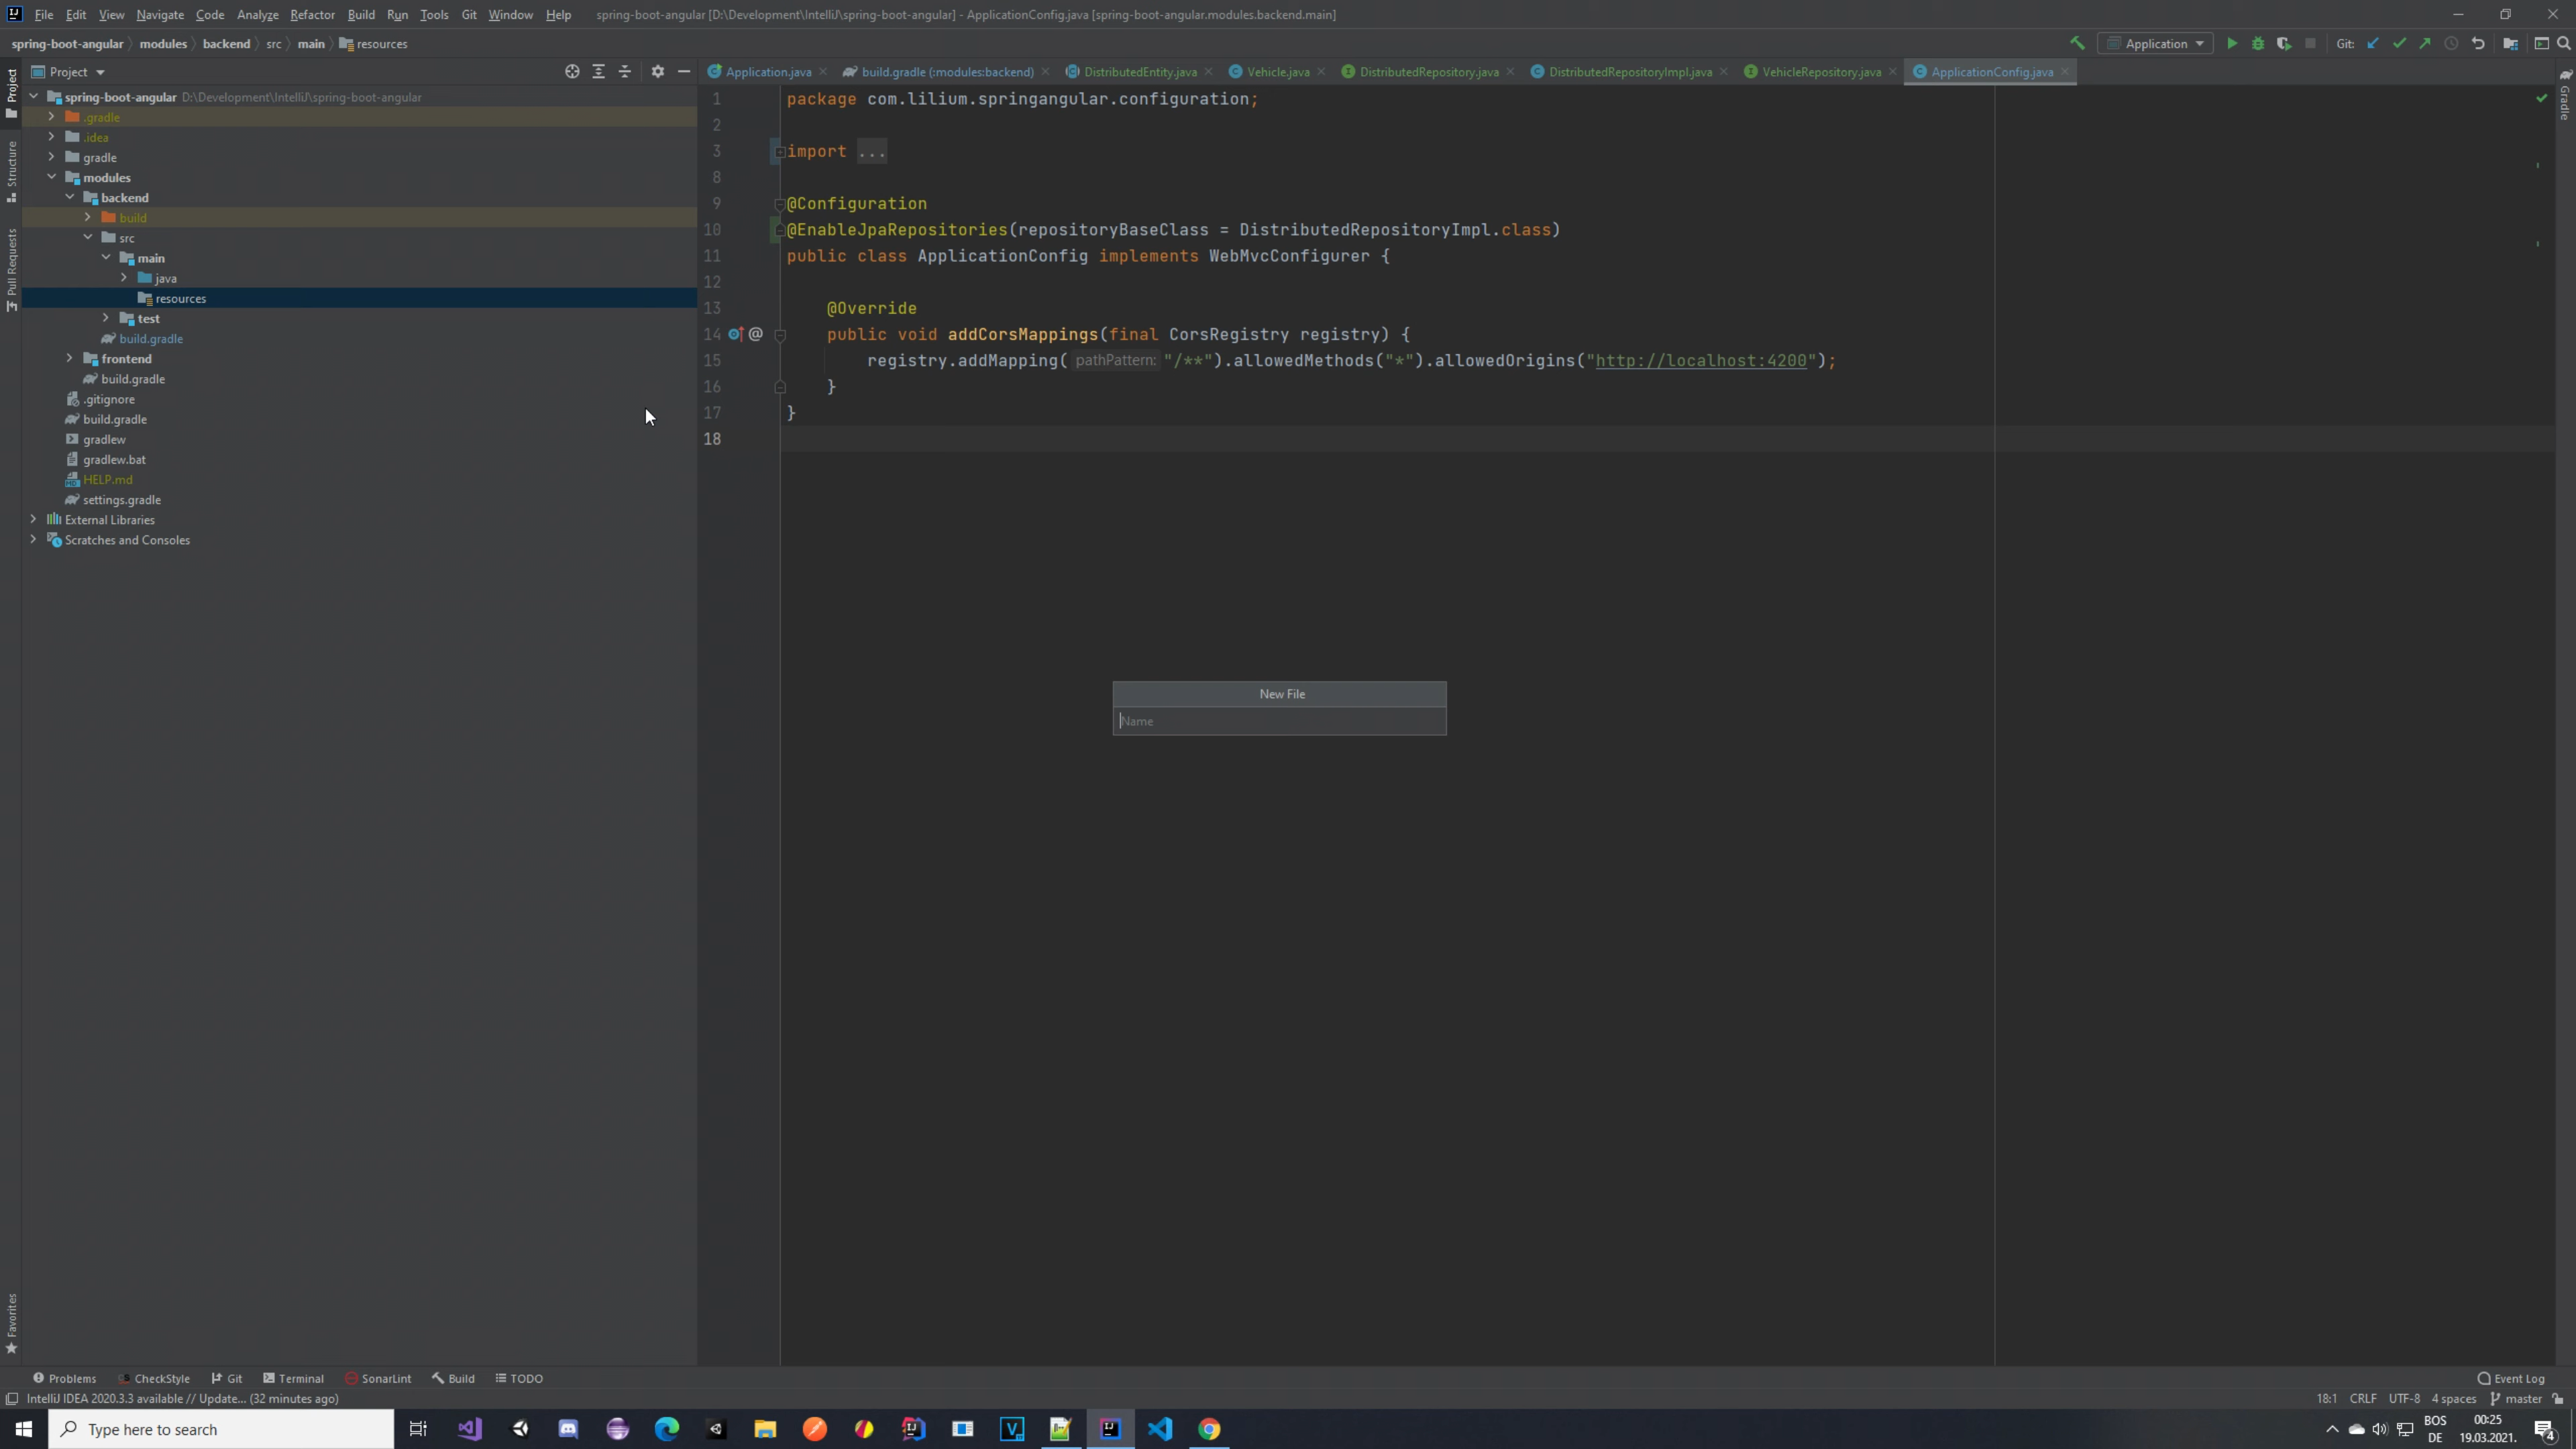 File Edit View Navigate Code Analyze Refactor Build Run Tools Git Window Help spring-boot-angular [D:\Development\IntelliJ\spring-boot-angular] - ApplicationConfig.java [spring-boot-angular.modules.backend.main]
spring-boot-angular modules backend src main resources
Application
Git:
Project
Application.java build.gradle (:modules:backend) DistributedEntity.java Vehicle.java DistributedRepository.java DistributedRepositoryImpl.java VehicleRepository.java ApplicationConfig.java
Project
Structure
Pull Requests
Favorites
Gradle
spring-boot-angular D:\Development\IntelliJ\spring-boot-angular
.gradle
.idea
gradle
modules
backend
build
src
main
java
resources
test
build.gradle
frontend
build.gradle
.gitignore
build.gradle
gradlew
gradlew.bat
HELP.md
settings.gradle
External Libraries
Scratches and Consoles
1 package com.lilium.springangular.configuration;
2
3 import ...
8
9 @Configuration
10 @EnableJpaRepositories(repositoryBaseClass = DistributedRepositoryImpl.class)
11 public class ApplicationConfig implements WebMvcConfigurer {
12
13 @Override
14 @ public void addCorsMappings(final CorsRegistry registry) {
15 registry.addMapping( pathPattern: "/**").allowedMethods("*").allowedOrigins("http://localhost:4200");
16 }
17 }
18
New File
Name
Problems CheckStyle Git Terminal SonarLint Build TODO
Event Log
IntelliJ IDEA 2020.3.3 available // Update... (32 minutes ago)
18:1 CRLF UTF-8 4 spaces master
Type here to search
BOS
DE
00:25
19.03.2021.
4